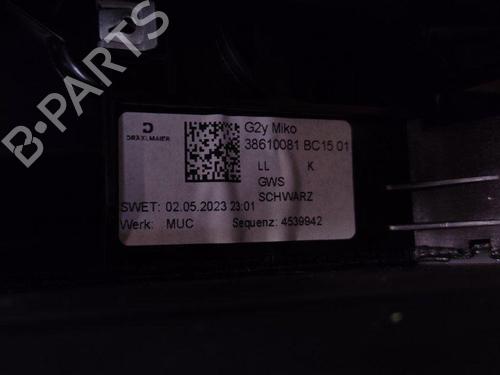 DRÄXLMAIER
G2y Miko
38610081 BC15 01
LL K
GWS
SCHWARZ
SWET: 02.05.2023 23:01
Werk: MUC Sequenz: 4539942
B-PARTS